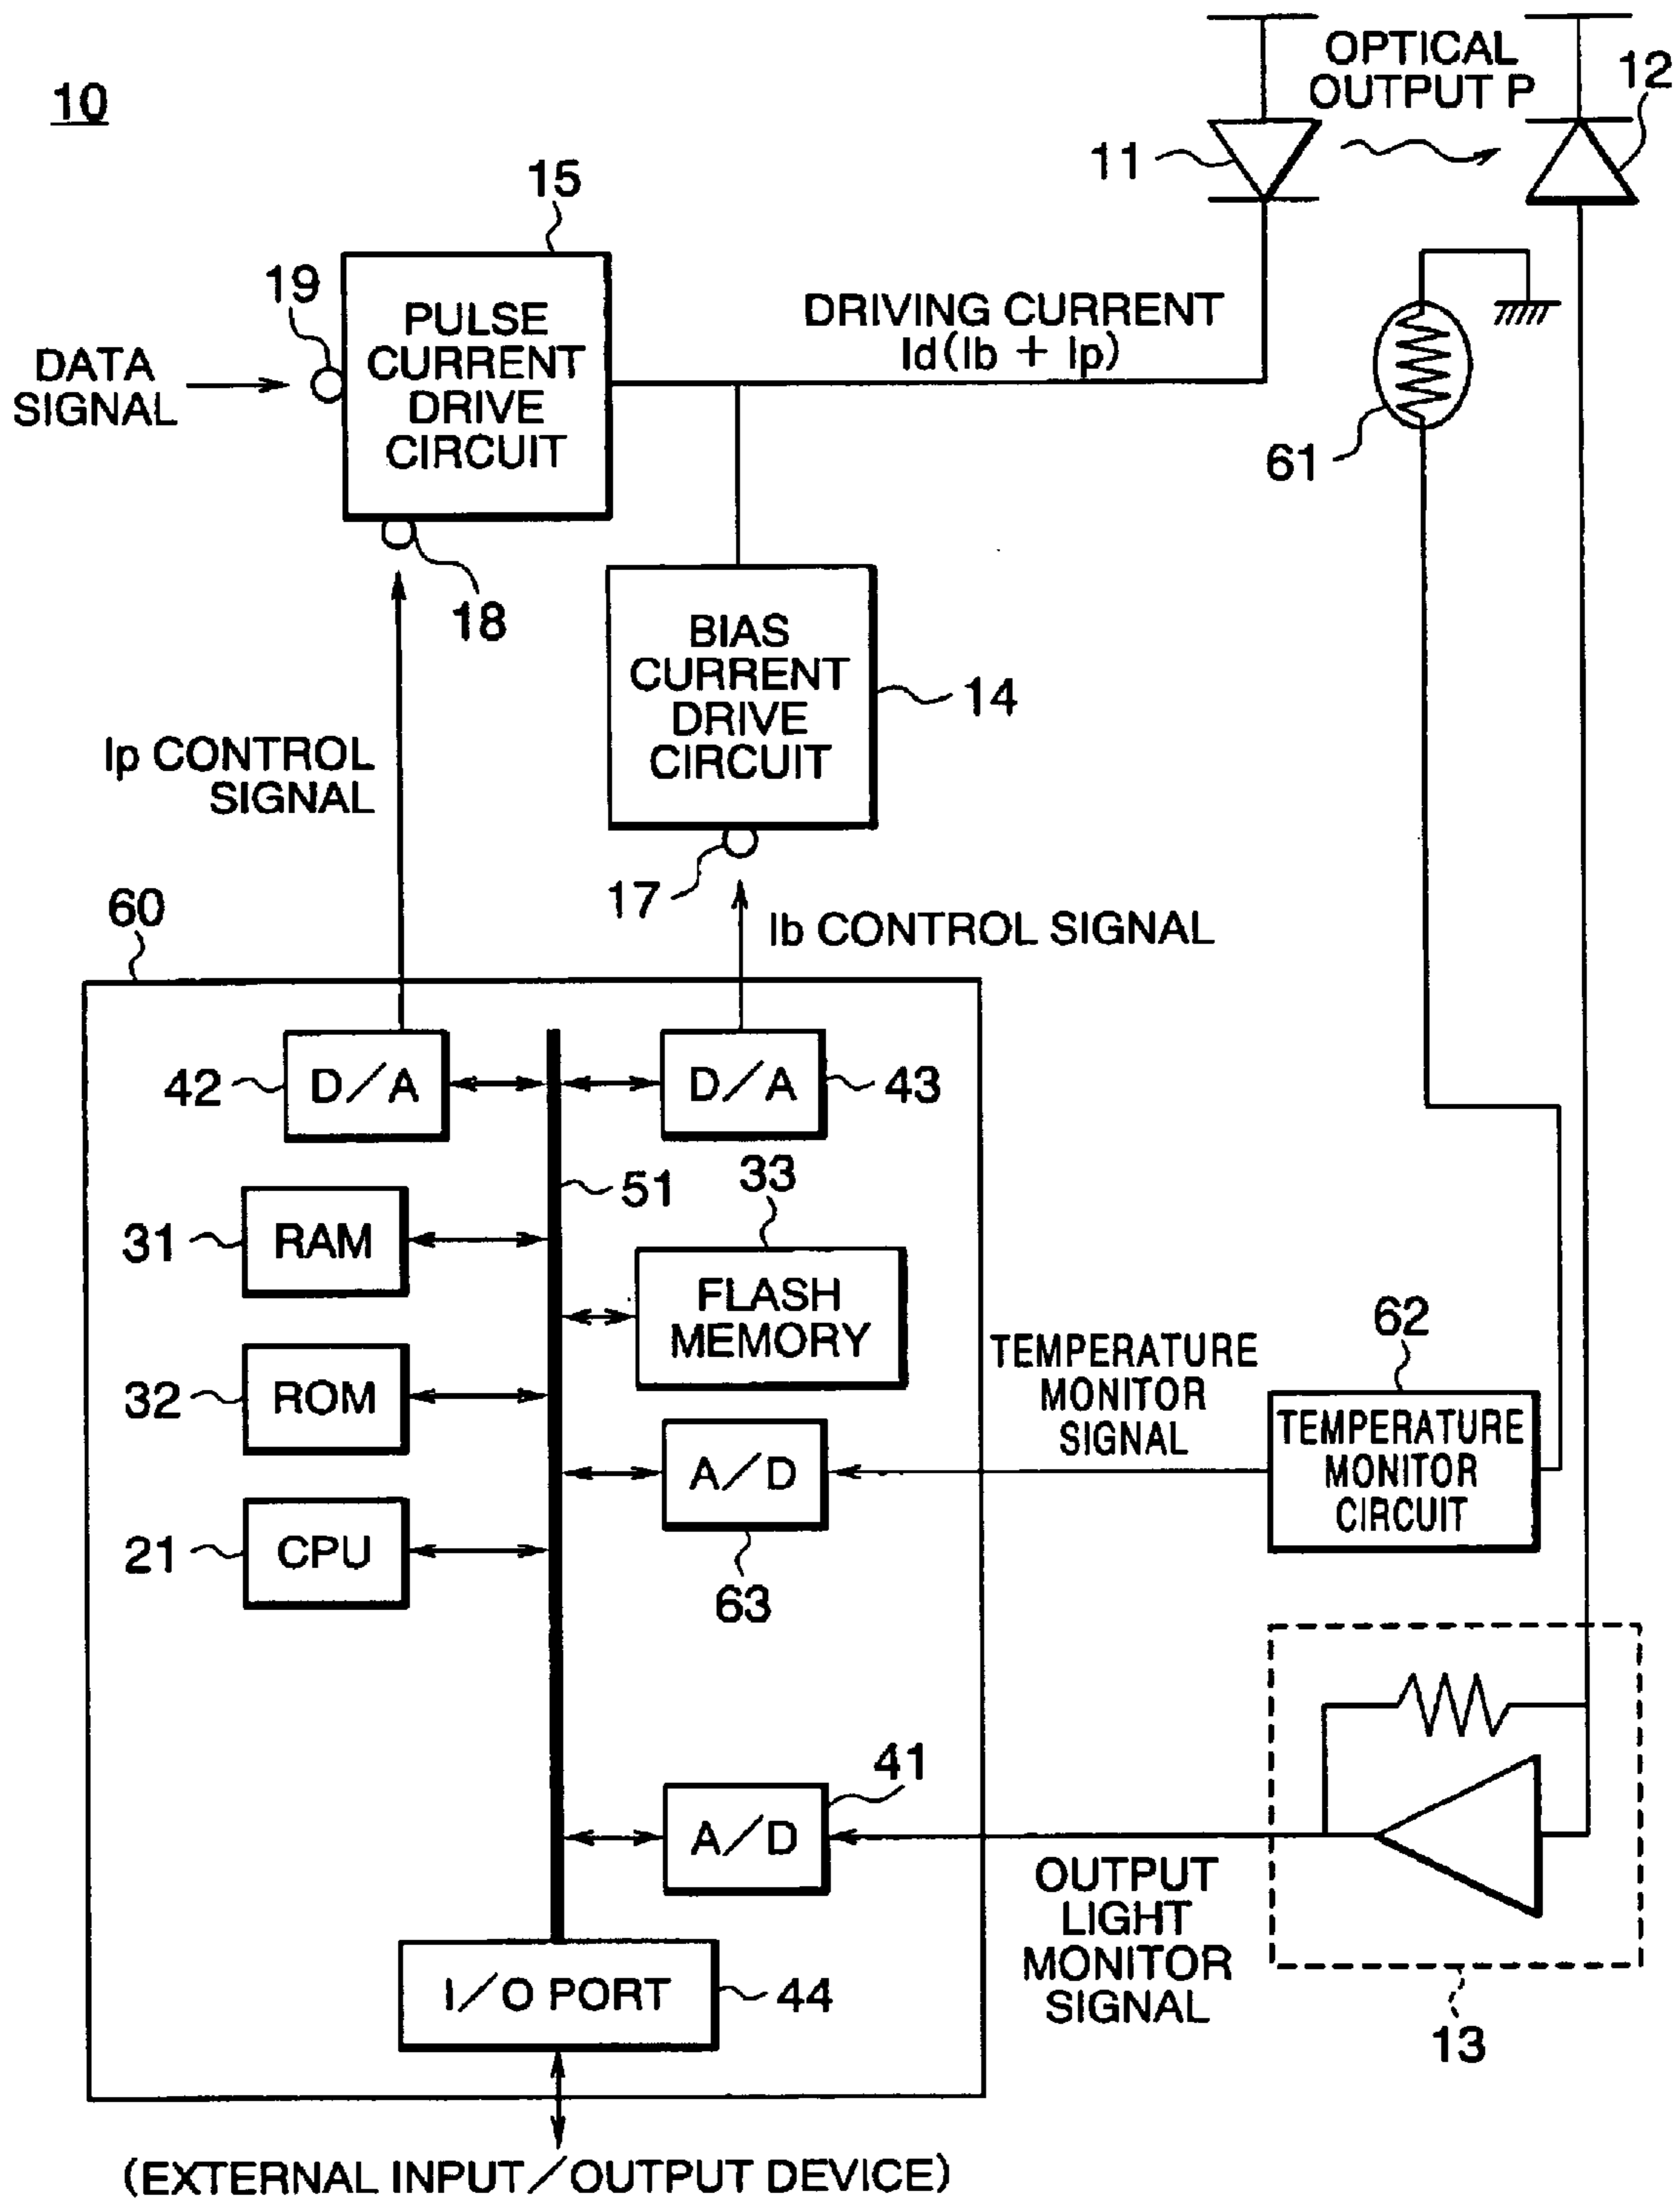 10
OPTICAL
OUTPUT P
12
11
15
19
PULSE
CURRENT
DRIVE
CIRCUIT
DATA
SIGNAL
DRIVING CURRENT
Id(Ib + Ip)
61
18
BIAS
CURRENT
DRIVE
CIRCUIT
14
Ip CONTROL
SIGNAL
17
Ib CONTROL SIGNAL
60
42
D/A
D/A
43
51
33
31
RAM
FLASH
MEMORY
32
ROM
TEMPERATURE
MONITOR
SIGNAL
62
TEMPERATURE
MONITOR
CIRCUIT
A/D
63
21
CPU
41
A/D
OUTPUT
LIGHT
MONITOR
SIGNAL
13
I/O PORT
44
(EXTERNAL INPUT/OUTPUT DEVICE)